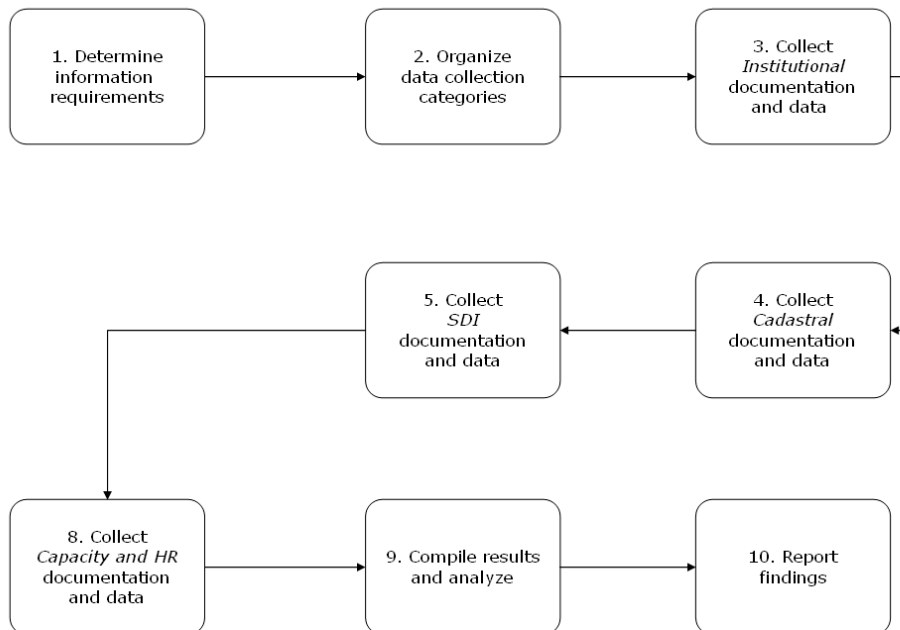 1. Determine
information
requirements
2. Organize
data collection
categories
3. Collect
Institutional
documentation
and data
4. Collect
Cadastral
documentation
and data
5. Collect
SDI
documentation
and data
8. Collect
Capacity and HR
documentation
and data
9. Compile results
and analyze
10. Report
findings